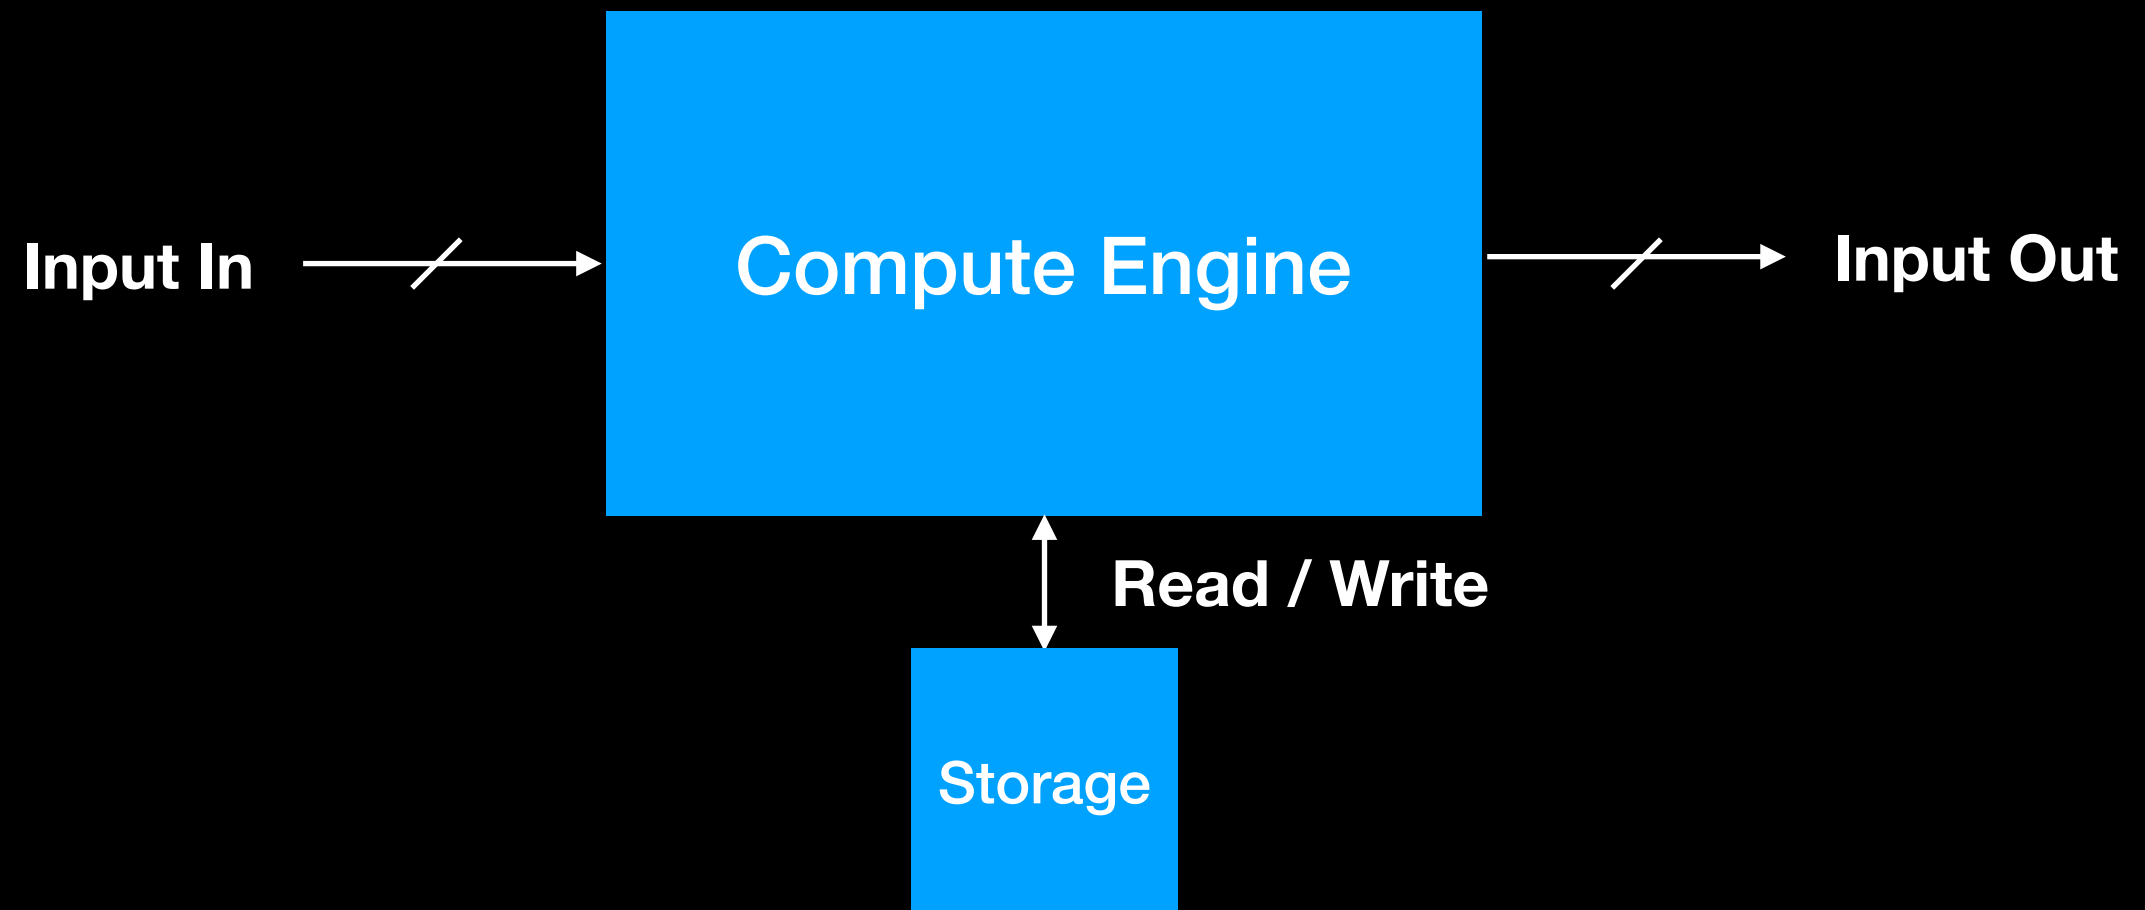 Input In
Compute Engine
Input Out
Read / Write
Storage